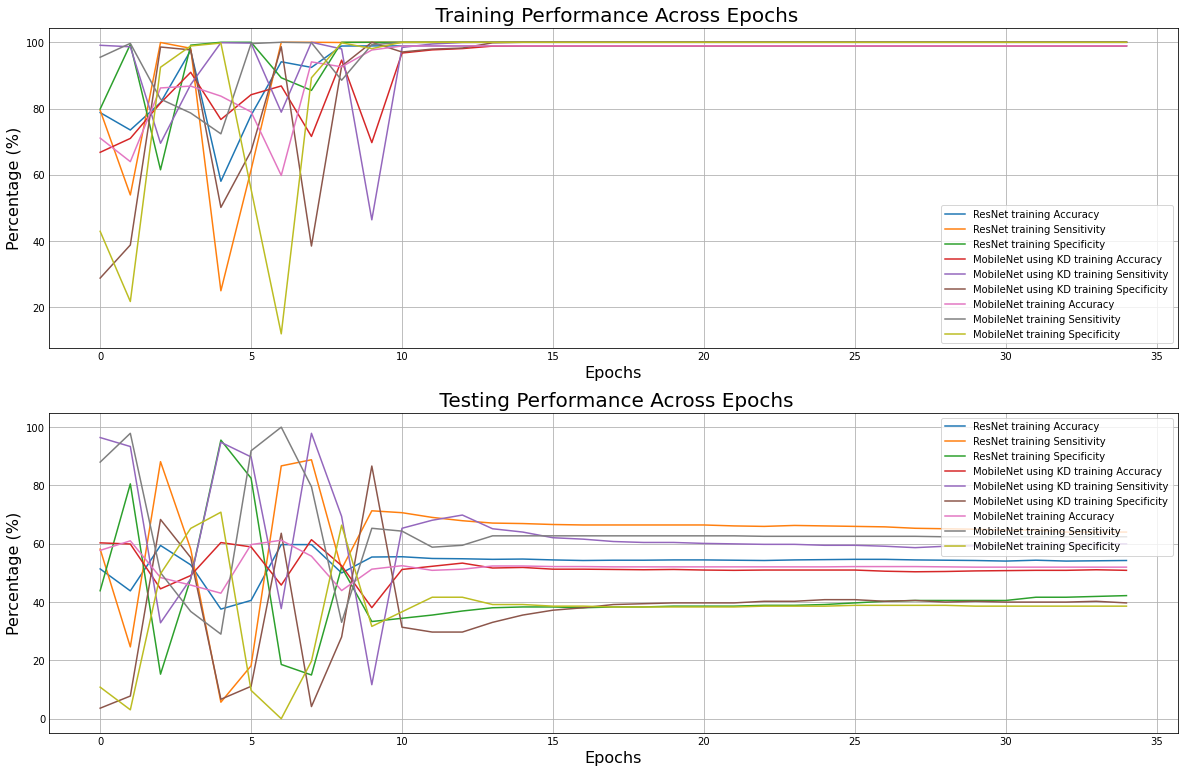 Training Performance Across Epochs
Percentage (%)
100
80
60
40
20
0
5
10
15
20
25
30
35
Epochs
ResNet training Accuracy
ResNet training Sensitivity
ResNet training Specificity
MobileNet using KD training Accuracy
MobileNet using KD training Sensitivity
MobileNet using KD training Specificity
MobileNet training Accuracy
MobileNet training Sensitivity
MobileNet training Specificity
Testing Performance Across Epochs
Percentage (%)
100
80
60
40
20
0
0
5
10
15
20
25
30
35
Epochs
ResNet training Accuracy
ResNet training Sensitivity
ResNet training Specificity
MobileNet using KD training Accuracy
MobileNet using KD training Sensitivity
MobileNet using KD training Specificity
MobileNet training Accuracy
MobileNet training Sensitivity
MobileNet training Specificity